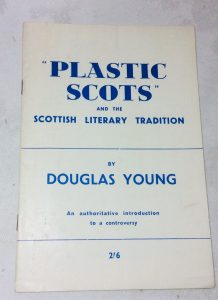 "PLASTIC
SCOTS"
AND THE
SCOTTISH LITERARY TRADITION
BY
DOUGLAS YOUNG
An authoritative introduction
to a controversy
2/6